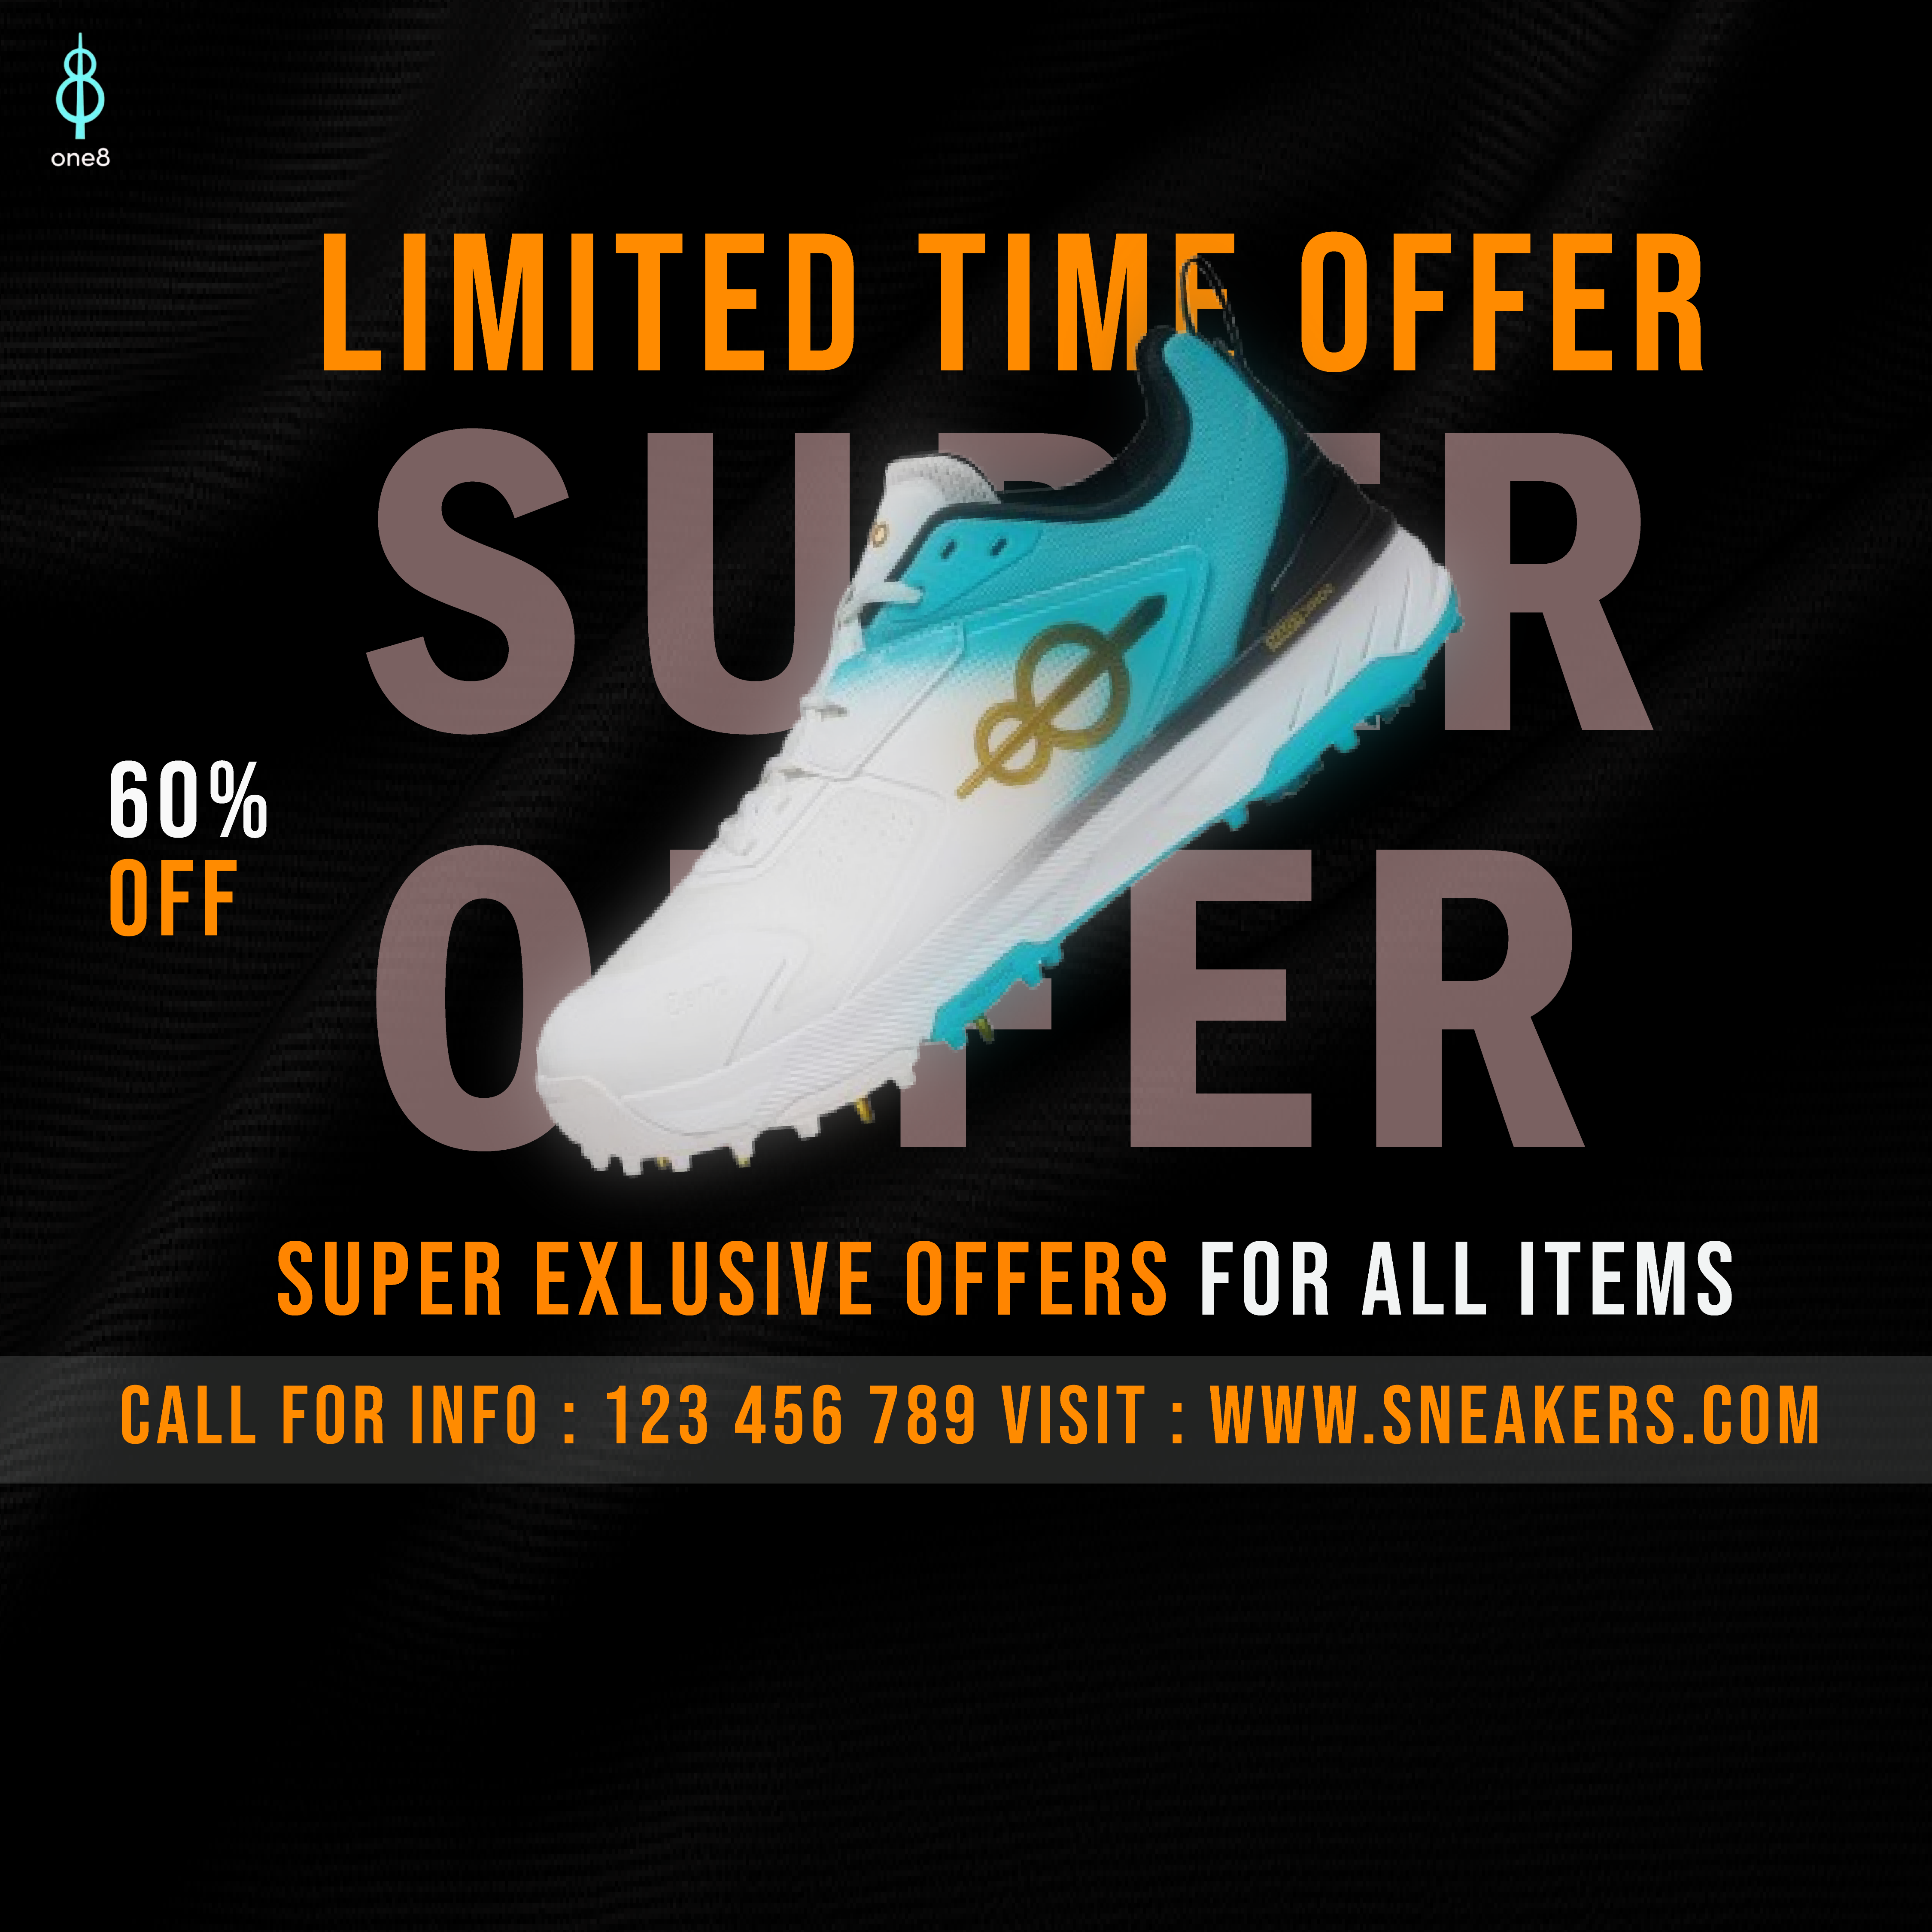 one8
LIMITED TIME OFFER
SUPER
OFFER
60%
OFF
SUPER EXLUSIVE OFFERS FOR ALL ITEMS
CALL FOR INFO : 123 456 789 VISIT : WWW.SNEAKERS.COM